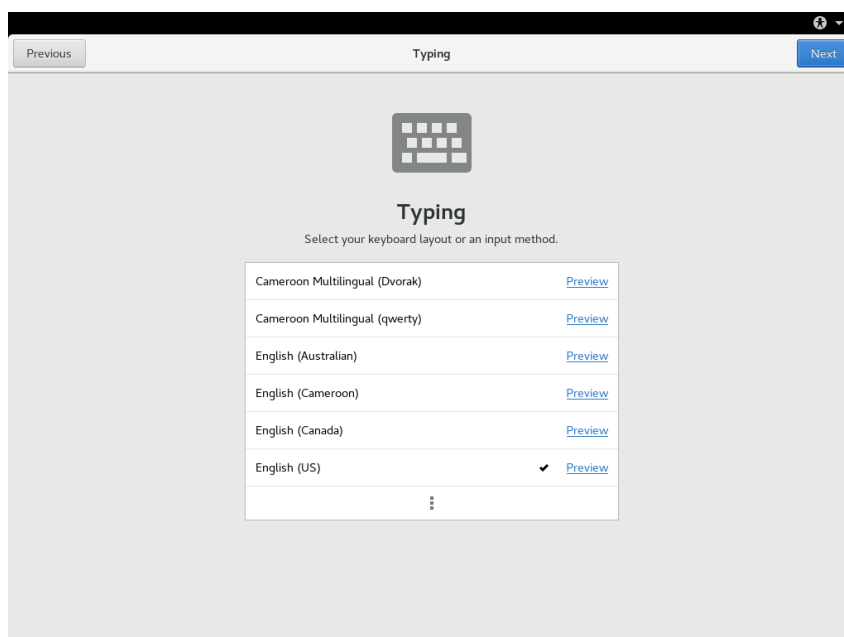 Previous
Typing
Next
Typing
Select your keyboard layout or an input method.
Cameroon Multilingual (Dvorak) Preview
Cameroon Multilingual (qwerty) Preview
English (Australian) Preview
English (Cameroon) Preview
English (Canada) Preview
English (US) Preview